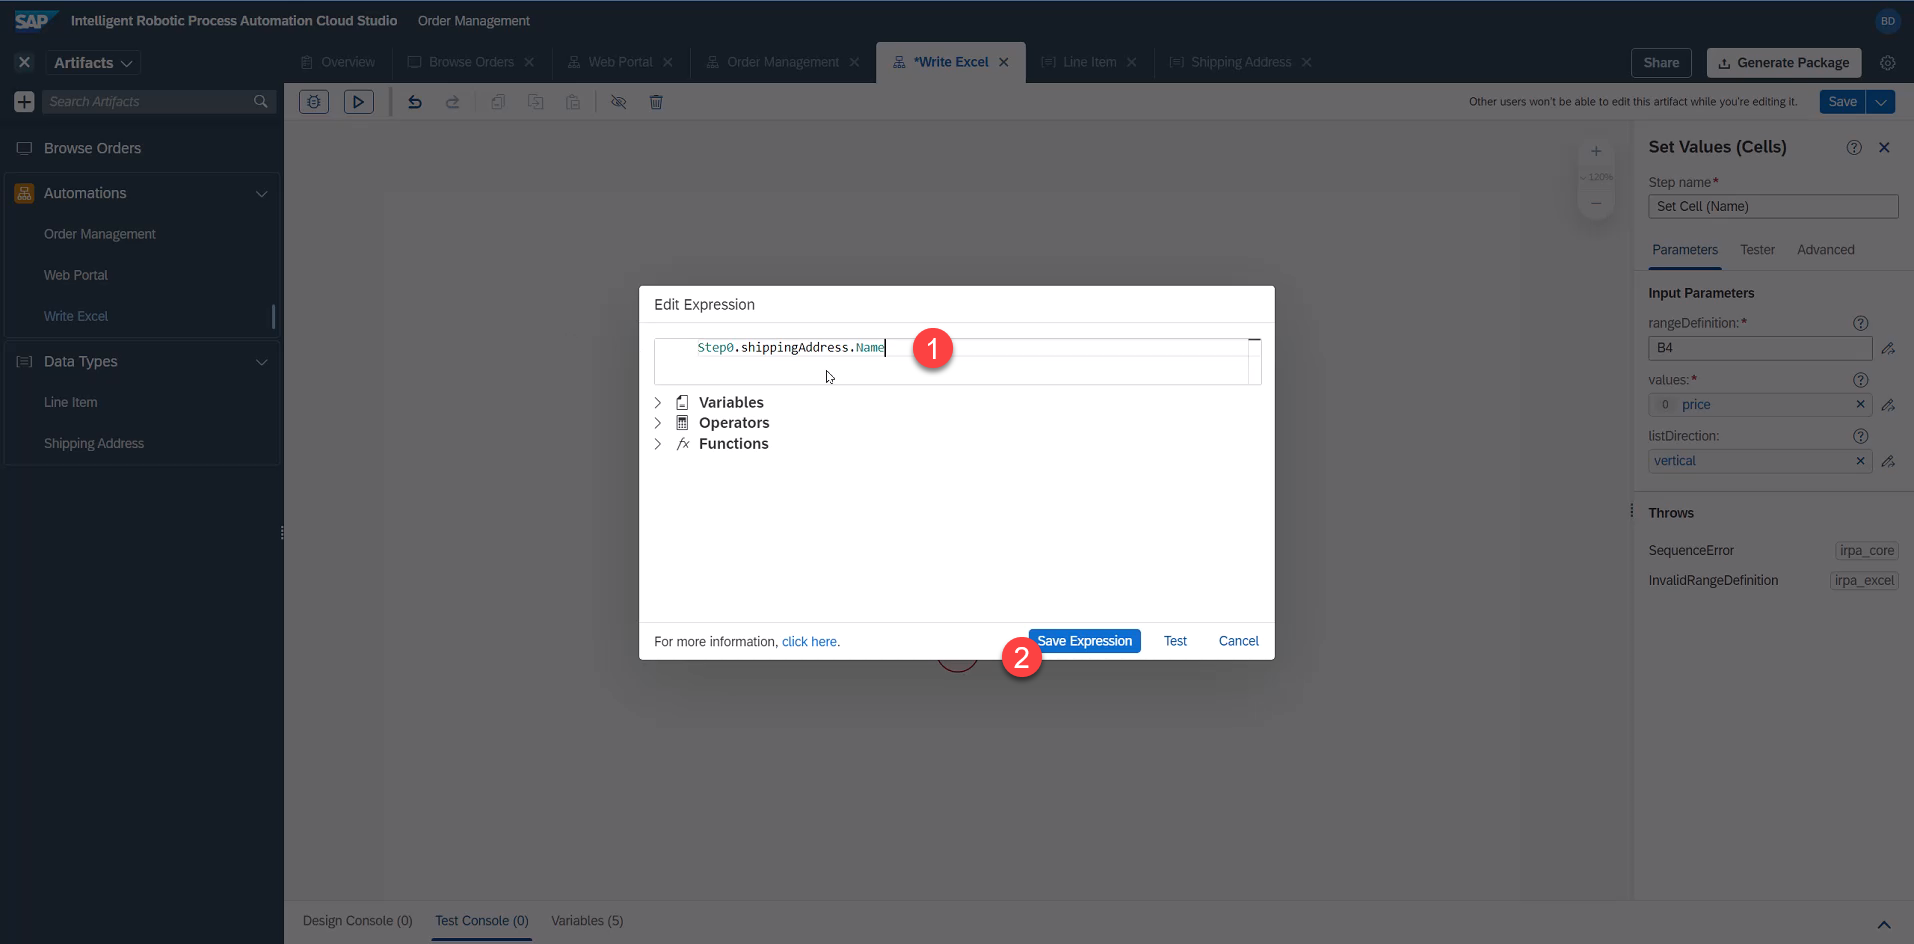 SAP Intelligent Robotic Process Automation Cloud Studio Order Management BD
Artifacts Overview Browse Orders Web Portal Order Management *Write Excel Line Item Shipping Address Share Generate Package
Search Artifacts Other users won't be able to edit this artifact while you're editing it. Save
Browse Orders
Automations
Order Management
Web Portal
Write Excel
Data Types
Line Item
Shipping Address
120%
Edit Expression
Step0.shippingAddress.Name 1
Variables
Operators
Functions
For more information, click here. 2 Save Expression Test Cancel
Set Values (Cells)
Step name*
Set Cell (Name)
Parameters Tester Advanced
Input Parameters
rangeDefinition:*
B4
values:*
0 price
listDirection:
vertical
Throws
SequenceError irpa_core
InvalidRangeDefinition irpa_excel
Design Console (0) Test Console (0) Variables (5)